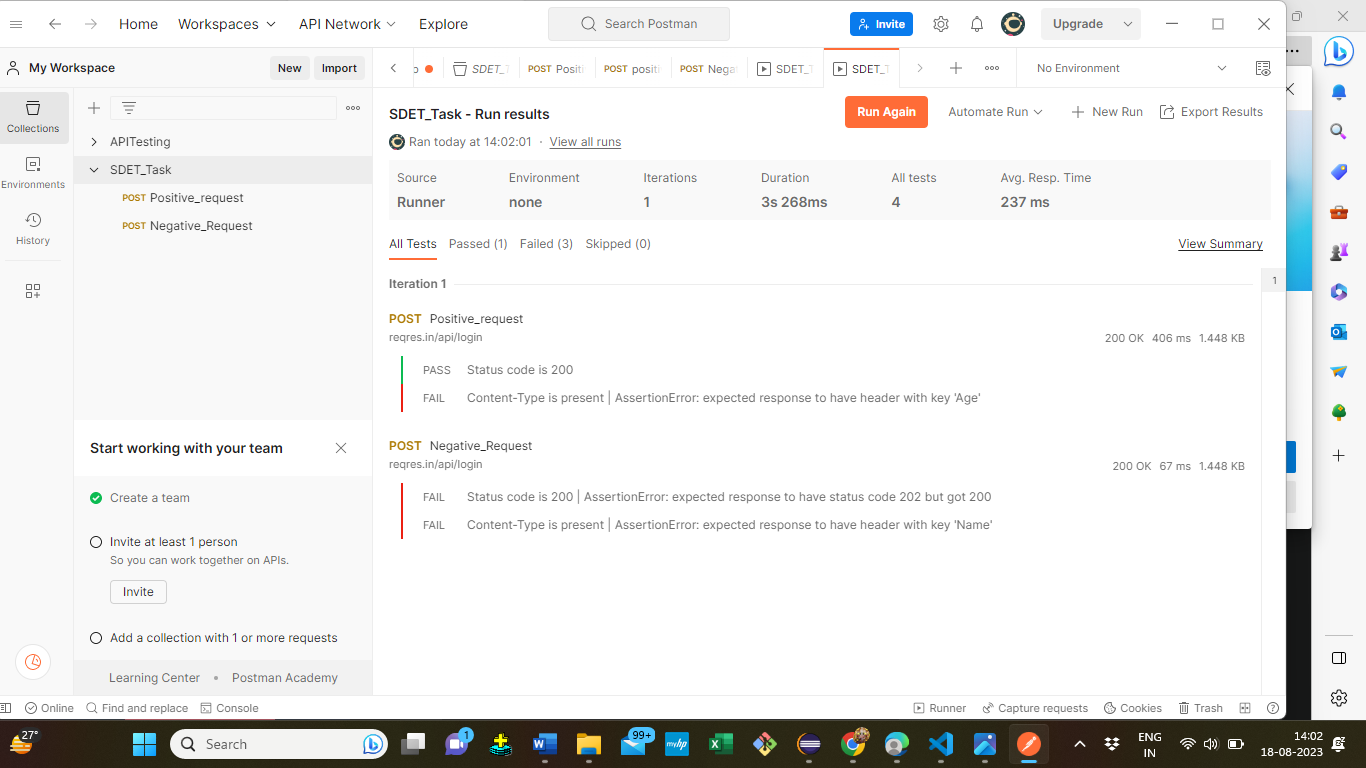 Home Workspaces API Network Explore Search Postman Invite Upgrade
My Workspace New Import
SDET_T POST Positi POST positi POST Nega SDET_T SDET_T No Environment
Collections
Environments
History
APITesting
SDET_Task
POST Positive_request
POST Negative_Request
Start working with your team
Create a team
Invite at least 1 person
So you can work together on APIs.
Invite
Add a collection with 1 or more requests
Learning Center • Postman Academy
SDET_Task - Run results
Run Again Automate Run New Run Export Results
Ran today at 14:02:01 · View all runs
Source Environment Iterations Duration All tests Avg. Resp. Time
Runner none 1 3s 268ms 4 237 ms
All Tests Passed (1) Failed (3) Skipped (0) View Summary
Iteration 1
1
POST Positive_request
reqres.in/api/login 200 OK 406 ms 1.448 KB
PASS Status code is 200
FAIL Content-Type is present | AssertionError: expected response to have header with key 'Age'
POST Negative_Request
reqres.in/api/login 200 OK 67 ms 1.448 KB
FAIL Status code is 200 | AssertionError: expected response to have status code 202 but got 200
FAIL Content-Type is present | AssertionError: expected response to have header with key 'Name'
Online Find and replace Console Runner Capture requests Cookies Trash
27° Search 1 99+ myhp ENG 14:02
IN 18-08-2023